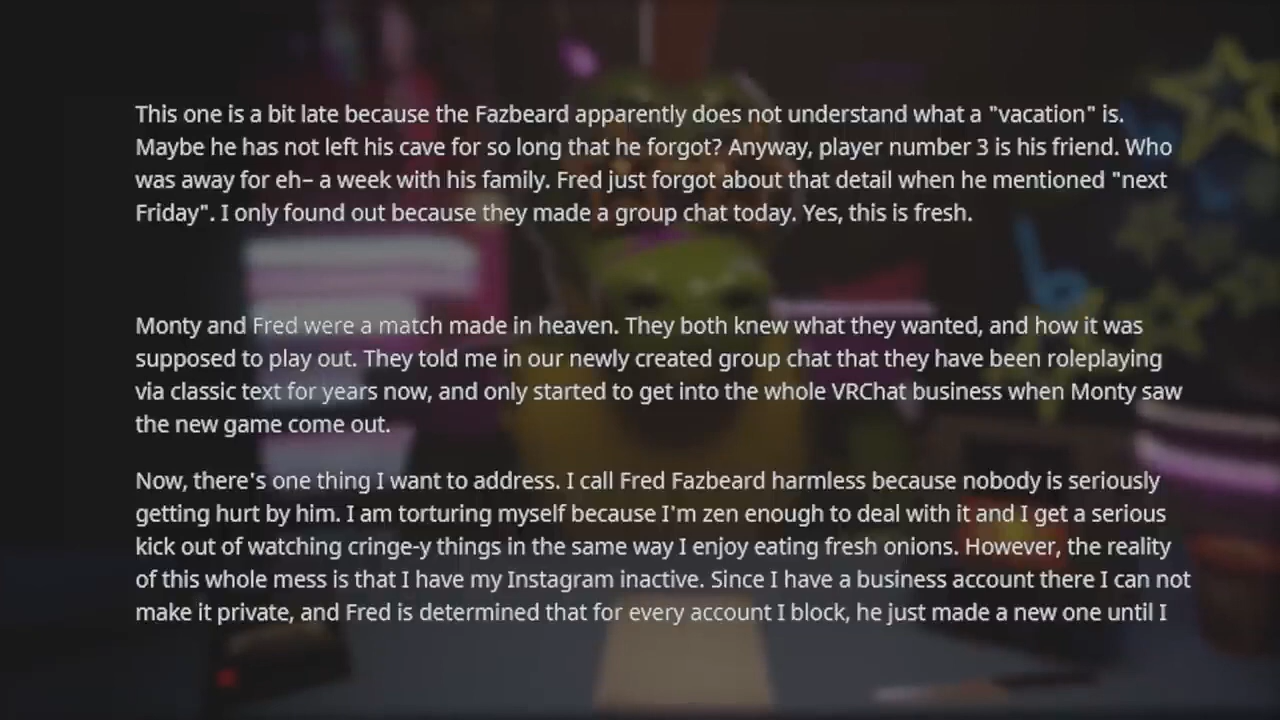 This one is a bit late because the Fazbeard apparently does not understand what a "vacation" is.
Maybe he has not left his cave for so long that he forgot? Anyway, player number 3 is his friend. Who
was away for eh– a week with his family. Fred just forgot about that detail when he mentioned "next
Friday". I only found out because they made a group chat today. Yes, this is fresh.
Monty and Fred were a match made in heaven. They both knew what they wanted, and how it was
supposed to play out. They told me in our newly created group chat that they have been roleplaying
via classic text for years now, and only started to get into the whole VRChat business when Monty saw
the new game come out.
Now, there's one thing I want to address. I call Fred Fazbeard harmless because nobody is seriously
getting hurt by him. I am torturing myself because I'm zen enough to deal with it and I get a serious
kick out of watching cringe-y things in the same way I enjoy eating fresh onions. However, the reality
of this whole mess is that I have my Instagram inactive. Since I have a business account there I can not
make it private, and Fred is determined that for every account I block, he just made a new one until I